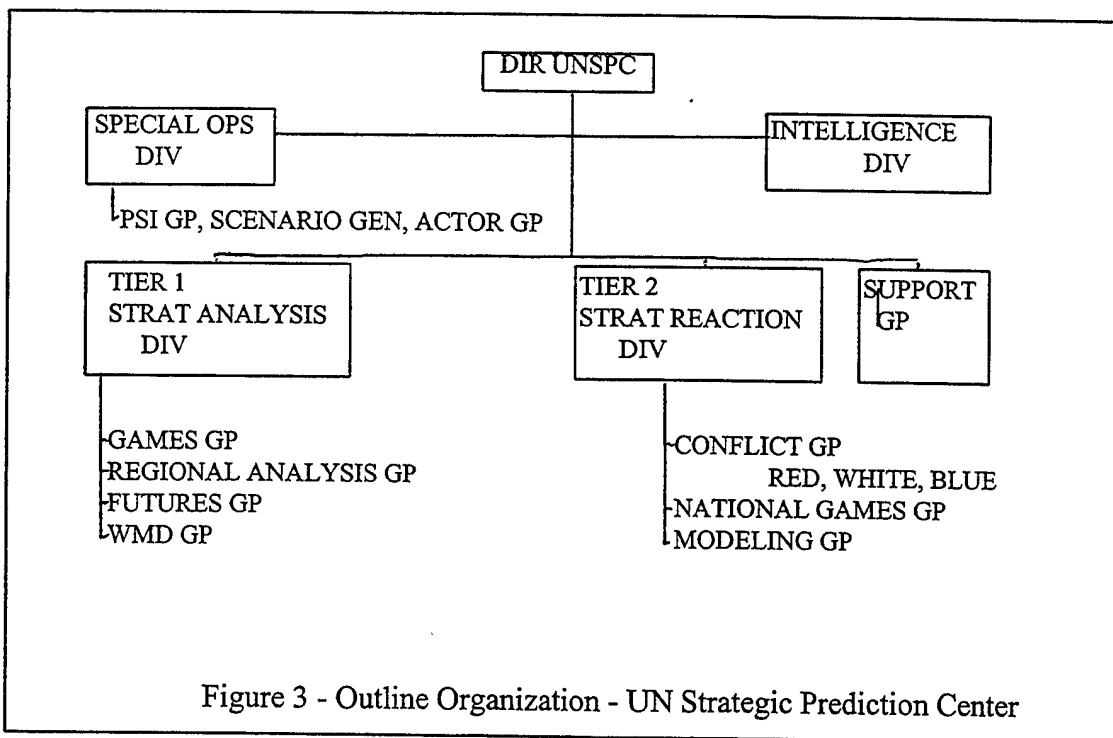 DIR UNSPC
SPECIAL OPS
DIV
INTELLIGENCE
DIV
PSI GP, SCENARIO GEN, ACTOR GP
TIER 1
STRAT ANALYSIS
DIV
TIER 2
STRAT REACTION
DIV
SUPPORT
GP
GAMES GP
REGIONAL ANALYSIS GP
FUTURES GP
WMD GP
CONFLICT GP
RED, WHITE, BLUE
NATIONAL GAMES GP
MODELING GP
Figure 3 - Outline Organization - UN Strategic Prediction Center